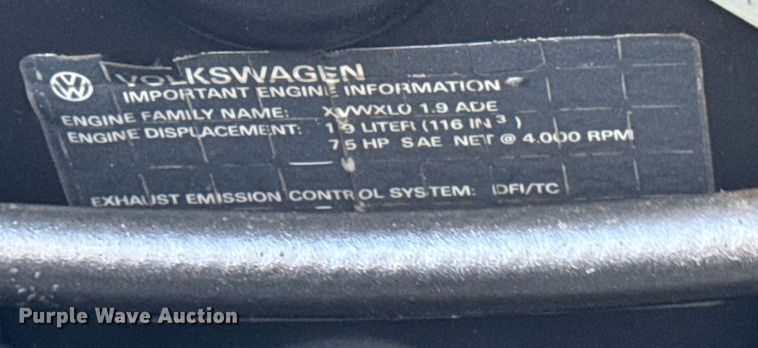 VOLKSWAGEN
IMPORTANT ENGINE INFORMATION
ENGINE FAMILY NAME: XVWXL0 1.9 ADE
ENGINE DISPLACEMENT: 1.9 LITER (116 IN³)
75 HP SAE NET @ 4.000 RPM
EXHAUST EMISSION CONTROL SYSTEM: IDFI/TC
Purple Wave Auction